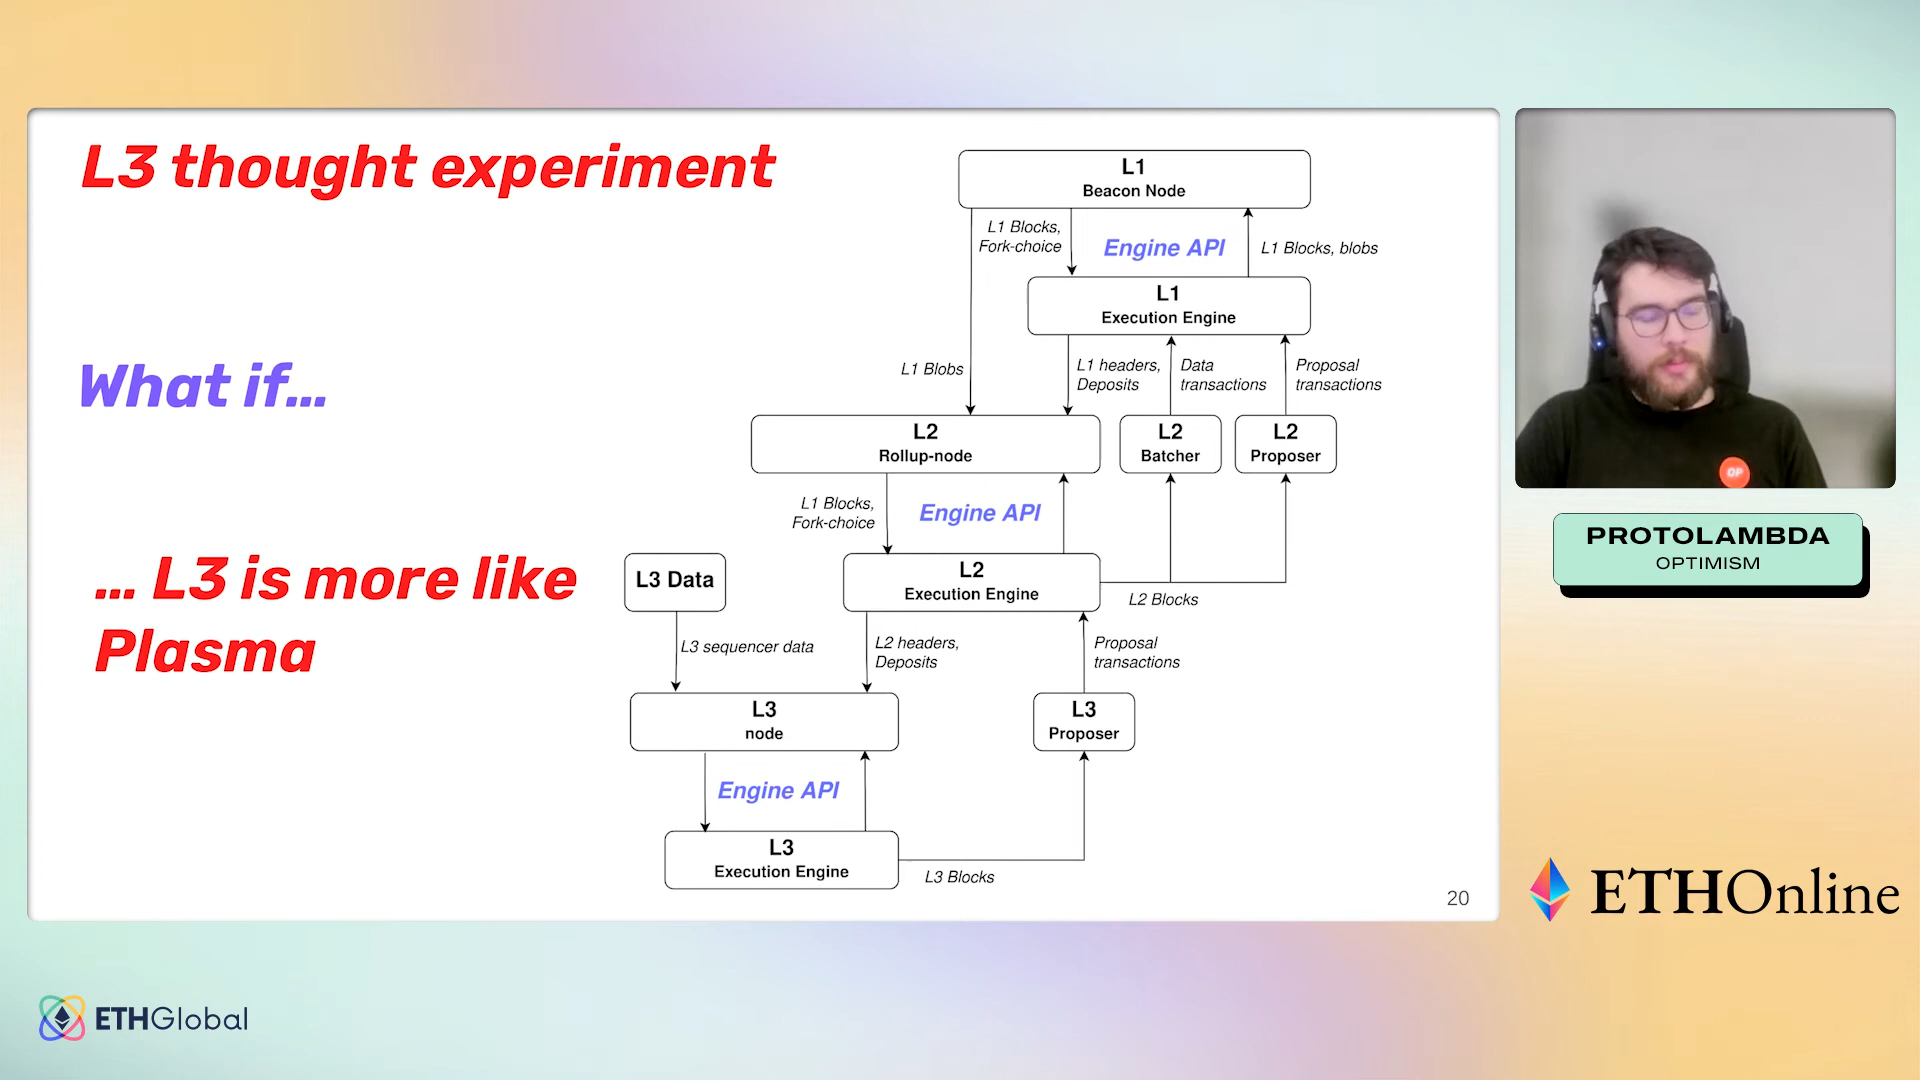 L3 thought experiment
What if...
... L3 is more like
Plasma
L1
Beacon Node
L1 Blocks,
Fork-choice
Engine API
L1 Blocks, blobs
L1
Execution Engine
L1 Blobs
L1 headers,
Deposits
Data
transactions
Proposal
transactions
L2
Rollup-node
L2
Batcher
L2
Proposer
L1 Blocks,
Fork-choice
Engine API
L3 Data
L2
Execution Engine
L2 Blocks
L3 sequencer data
L2 headers,
Deposits
Proposal
transactions
L3
node
L3
Proposer
Engine API
L3
Execution Engine
L3 Blocks
20
OP
PROTOLAMBDA
OPTIMISM
ETHOnline
ETHGlobal